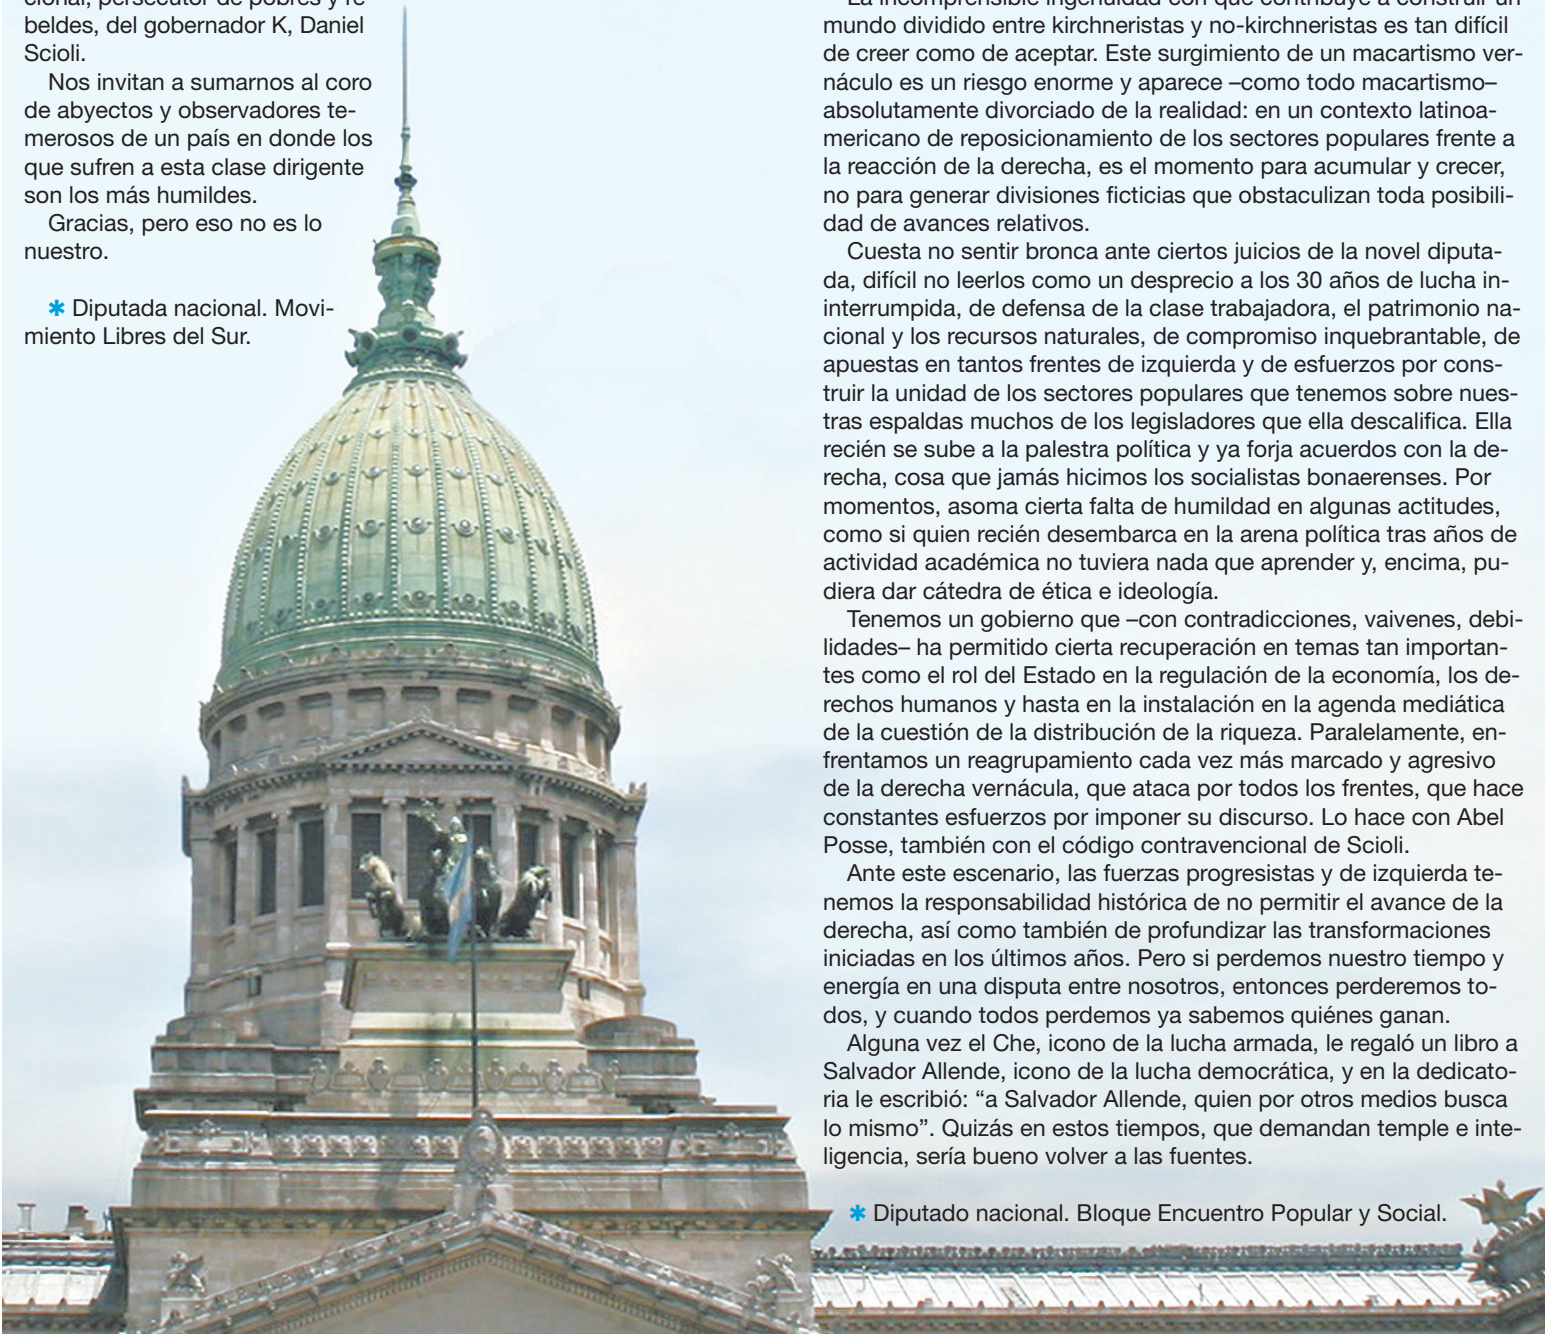 cional, persecutor de pobres y re-
beldes, del gobernador K, Daniel
Scioli.
Nos invitan a sumarnos al coro
de abyectos y observadores te-
merosos de un país en donde los
que sufren a esta clase dirigente
son los más humildes.
Gracias, pero eso no es lo
nuestro.
✱ Diputada nacional. Movi-
miento Libres del Sur.
La incomprensible ingenuidad con que contribuye a construir un
mundo dividido entre kirchneristas y no-kirchneristas es tan difícil
de creer como de aceptar. Este surgimiento de un macartismo ver-
náculo es un riesgo enorme y aparece –como todo macartismo–
absolutamente divorciado de la realidad: en un contexto latinoa-
mericano de reposicionamiento de los sectores populares frente a
la reacción de la derecha, es el momento para acumular y crecer,
no para generar divisiones ficticias que obstaculizan toda posibili-
dad de avances relativos.
Cuesta no sentir bronca ante ciertos juicios de la novel diputa-
da, difícil no leerlos como un desprecio a los 30 años de lucha in-
interrumpida, de defensa de la clase trabajadora, el patrimonio na-
cional y los recursos naturales, de compromiso inquebrantable, de
apuestas en tantos frentes de izquierda y de esfuerzos por cons-
truir la unidad de los sectores populares que tenemos sobre nues-
tras espaldas muchos de los legisladores que ella descalifica. Ella
recién se sube a la palestra política y ya forja acuerdos con la de-
recha, cosa que jamás hicimos los socialistas bonaerenses. Por
momentos, asoma cierta falta de humildad en algunas actitudes,
como si quien recién desembarca en la arena política tras años de
actividad académica no tuviera nada que aprender y, encima, pu-
diera dar cátedra de ética e ideología.
Tenemos un gobierno que –con contradicciones, vaivenes, debi-
lidades– ha permitido cierta recuperación en temas tan importan-
tes como el rol del Estado en la regulación de la economía, los de-
rechos humanos y hasta en la instalación en la agenda mediática
de la cuestión de la distribución de la riqueza. Paralelamente, en-
frentamos un reagrupamiento cada vez más marcado y agresivo
de la derecha vernácula, que ataca por todos los frentes, que hace
constantes esfuerzos por imponer su discurso. Lo hace con Abel
Posse, también con el código contravencional de Scioli.
Ante este escenario, las fuerzas progresistas y de izquierda te-
nemos la responsabilidad histórica de no permitir el avance de la
derecha, así como también de profundizar las transformaciones
iniciadas en los últimos años. Pero si perdemos nuestro tiempo y
energía en una disputa entre nosotros, entonces perderemos to-
dos, y cuando todos perdemos ya sabemos quiénes ganan.
Alguna vez el Che, icono de la lucha armada, le regaló un libro a
Salvador Allende, icono de la lucha democrática, y en la dedicato-
ria le escribió: “a Salvador Allende, quien por otros medios busca
lo mismo”. Quizás en estos tiempos, que demandan temple e inte-
ligencia, sería bueno volver a las fuentes.
✱ Diputado nacional. Bloque Encuentro Popular y Social.